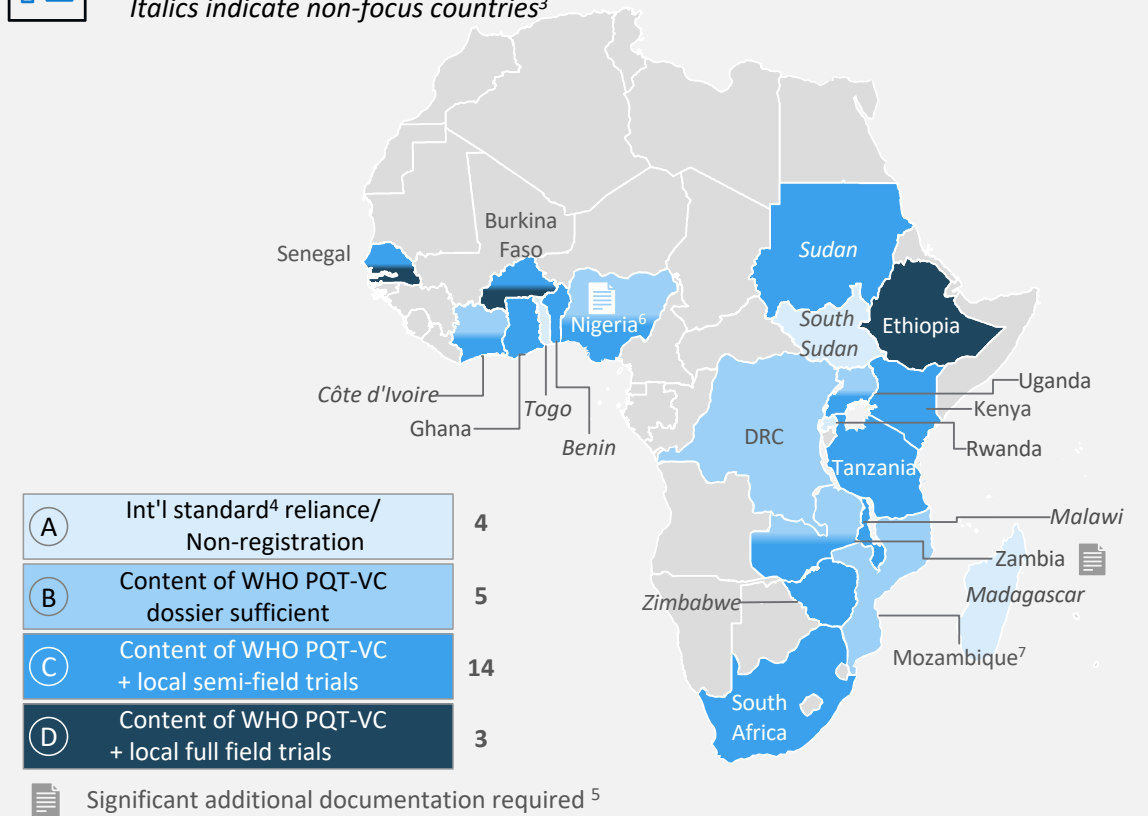 Italics indicate non-focus countries³
Burkina
Faso
Senegal
Sudan
Nigeria⁶
South
Sudan
Ethiopia
Côte d'Ivoire
Togo
Ghana
Benin
Uganda
Kenya
DRC
Rwanda
Tanzania
Malawi
Zambia
Madagascar
Zimbabwe
Mozambique⁷
South
Africa
A Int'l standard⁴ reliance/ 4
Non-registration
B Content of WHO PQT-VC 5
dossier sufficient
C Content of WHO PQT-VC 14
+ local semi-field trials
D Content of WHO PQT-VC 3
+ local full field trials
Significant additional documentation required ⁵